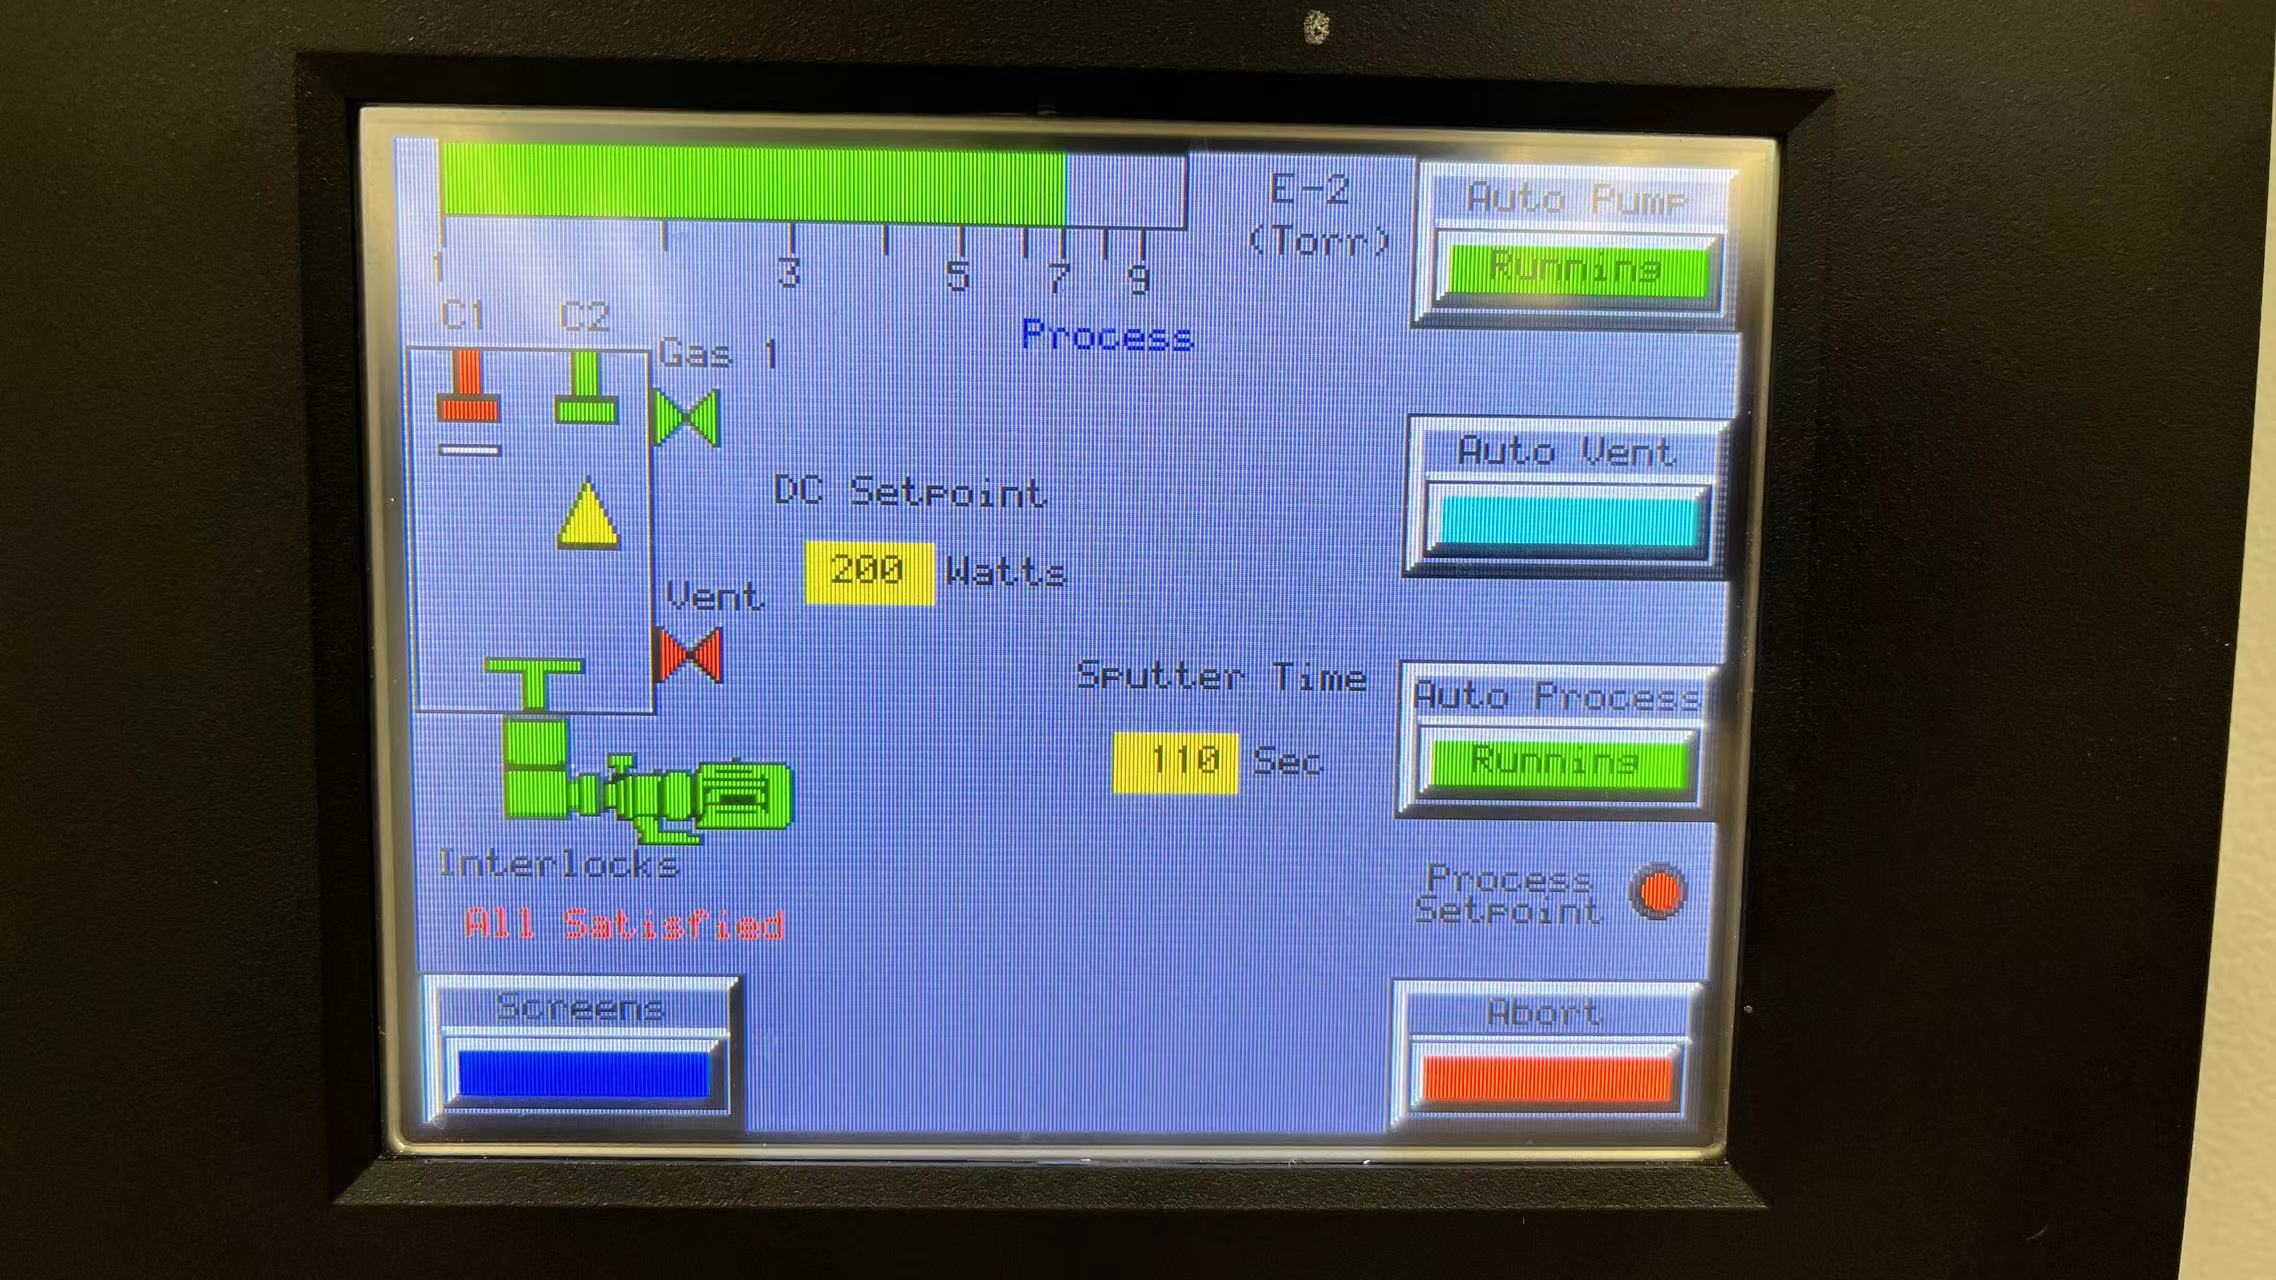 E-2
(Torr)
1 3 5 7 9
Process
Auto Pump
Running
C1 C2
Gas 1
Auto Vent
DC Setpoint
200 Watts
Vent
Sputter Time
110 Sec
Auto Process
Running
Interlocks
All Satisfied
Process
Setpoint
Screens
Abort